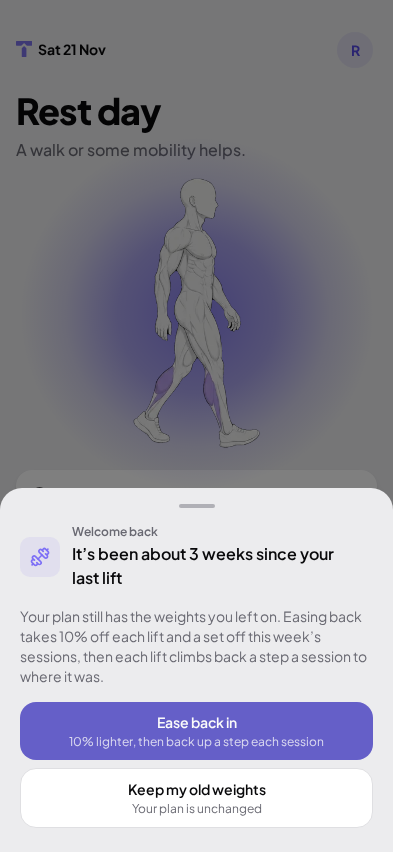 Sat 21 Nov
R
Rest day
A walk or some mobility helps.
Welcome back
It's been about 3 weeks since your
last lift
Your plan still has the weights you left on. Easing back
takes 10% off each lift and a set off this week's
sessions, then each lift climbs back a step a session to
where it was.
Ease back in
10% lighter, then back up a step each session
Keep my old weights
Your plan is unchanged